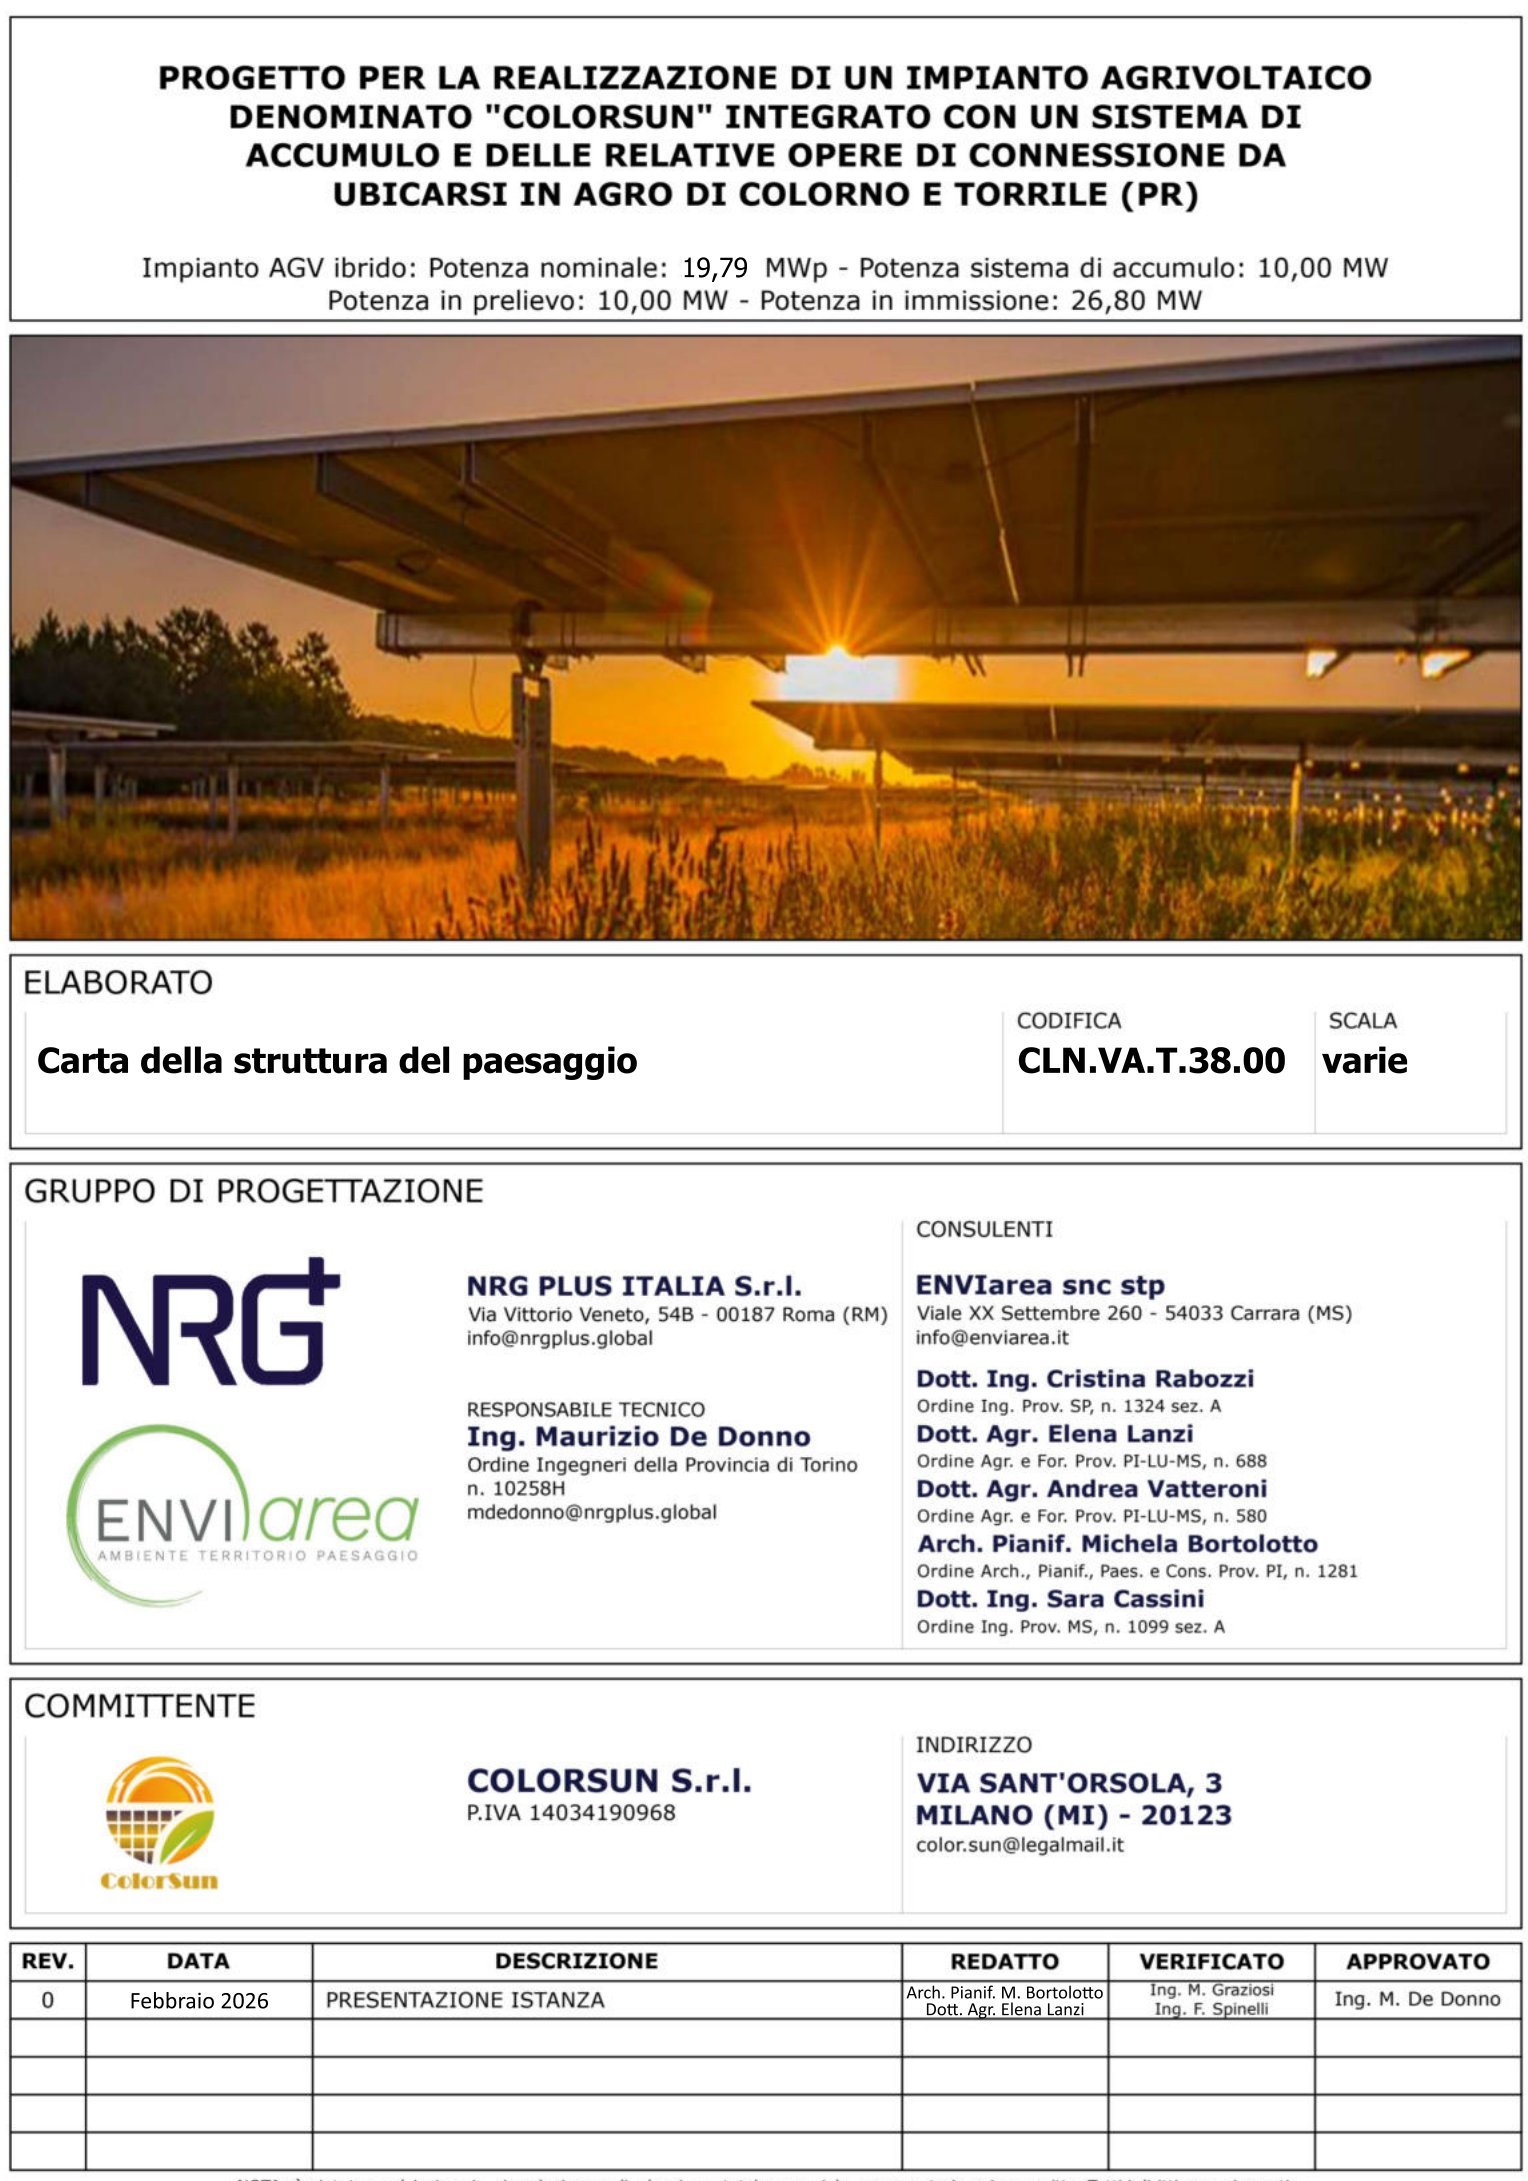 PROGETTO PER LA REALIZZAZIONE DI UN IMPIANTO AGRIVOLTAICO
DENOMINATO "COLORSUN" INTEGRATO CON UN SISTEMA DI
ACCUMULO E DELLE RELATIVE OPERE DI CONNESSIONE DA
UBICARSI IN AGRO DI COLORNO E TORRILE (PR)
Impianto AGV ibrido: Potenza nominale: 19,79 MWp - Potenza sistema di accumulo: 10,00 MW
Potenza in prelievo: 10,00 MW - Potenza in immissione: 26,80 MW
ELABORATO
Carta della struttura del paesaggio
CODIFICA
CLN.VA.T.38.00
SCALA
varie
GRUPPO DI PROGETTAZIONE
NRG+
ENVIarea
AMBIENTE TERRITORIO PAESAGGIO
NRG PLUS ITALIA S.r.l.
Via Vittorio Veneto, 54B - 00187 Roma (RM)
info@nrgplus.global
RESPONSABILE TECNICO
Ing. Maurizio De Donno
Ordine Ingegneri della Provincia di Torino
n. 10258H
mdedonno@nrgplus.global
CONSULENTI
ENVIarea snc stp
Viale XX Settembre 260 - 54033 Carrara (MS)
info@enviarea.it
Dott. Ing. Cristina Rabozzi
Ordine Ing. Prov. SP, n. 1324 sez. A
Dott. Agr. Elena Lanzi
Ordine Agr. e For. Prov. PI-LU-MS, n. 688
Dott. Agr. Andrea Vatteroni
Ordine Agr. e For. Prov. PI-LU-MS, n. 580
Arch. Pianif. Michela Bortolotto
Ordine Arch., Pianif., Paes. e Cons. Prov. PI, n. 1281
Dott. Ing. Sara Cassini
Ordine Ing. Prov. MS, n. 1099 sez. A
COMMITTENTE
ColorSun
COLORSUN S.r.l.
P.IVA 14034190968
INDIRIZZO
VIA SANT'ORSOLA, 3
MILANO (MI) - 20123
color.sun@legalmail.it
REV. DATA DESCRIZIONE REDATTO VERIFICATO APPROVATO
0 Febbraio 2026 PRESENTAZIONE ISTANZA Arch. Pianif. M. Bortolotto Ing. M. Graziosi Ing. M. De Donno
Dott. Agr. Elena Lanzi Ing. F. Spinelli